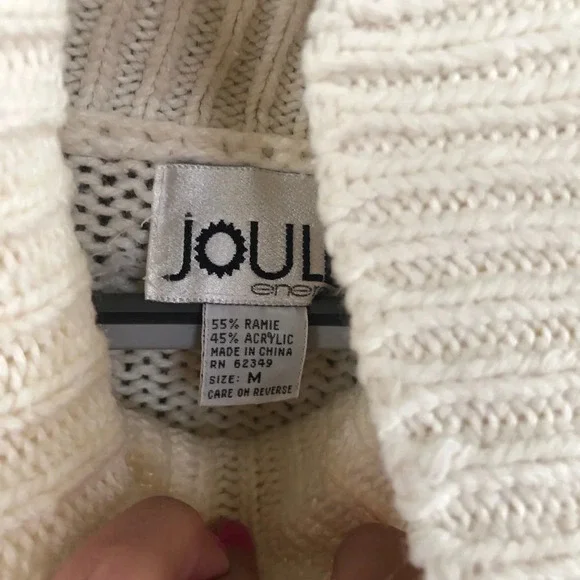 joUL
ener
55% RAMIE
45% ACRYLIC
MADE IN CHINA
RN 62349
SIZE: M
CARE ON REVERSE